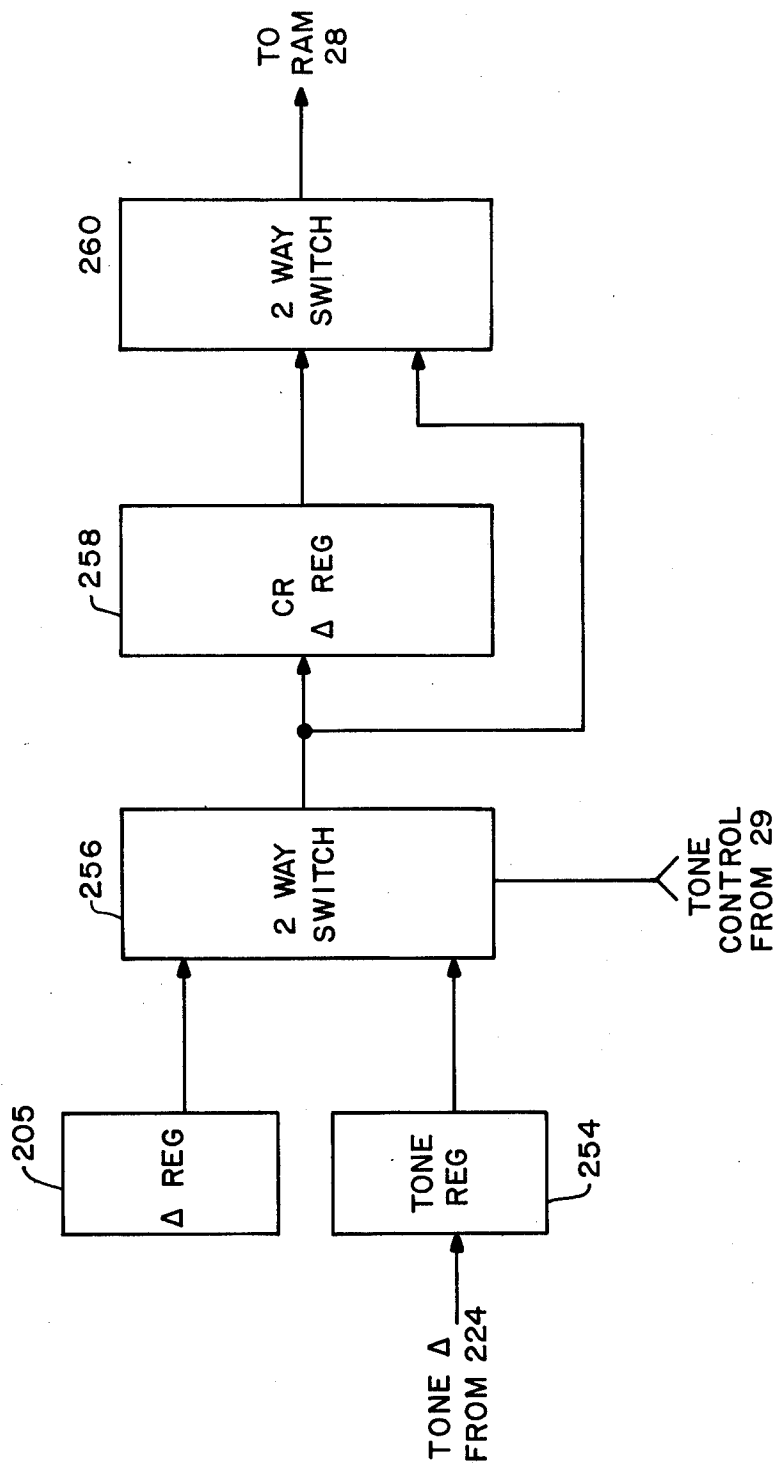 205
Δ REG
TONE Δ
FROM 224
TONE
REG
254
256
2 WAY
SWITCH
TONE
CONTROL
FROM 29
258
CR
Δ REG
260
2 WAY
SWITCH
TO
RAM
28